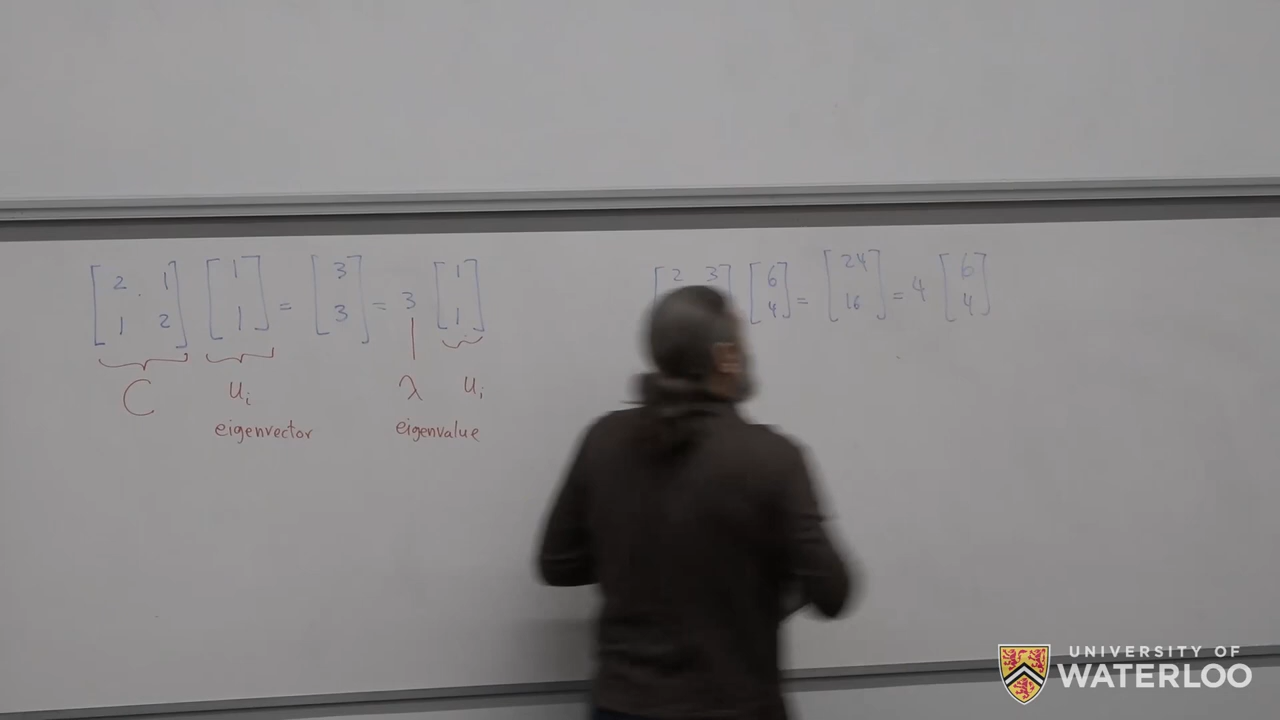 [2 1] [1] = [3] = 3 [1]
[1 2] [1] [3] [1]
C u_i λ u_i
eigenvector eigenvalue
[2 3] [6] = [24] = 4 [6]
[4] [16] [4]
UNIVERSITY OF
WATERLOO